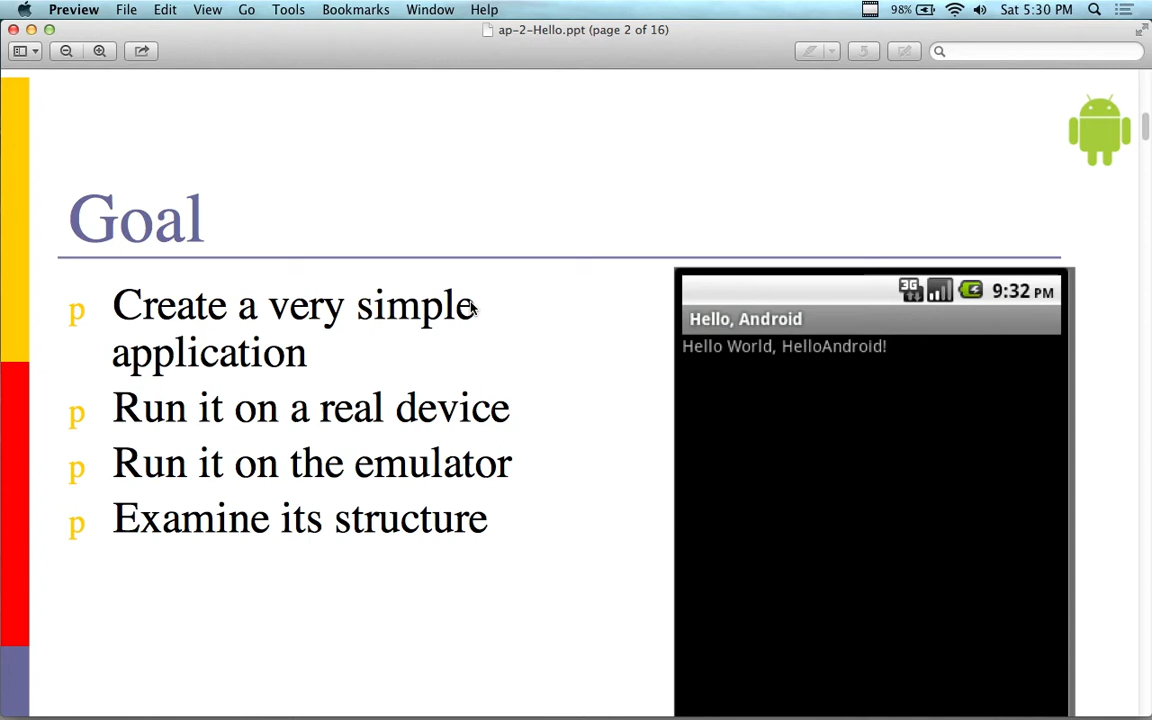 Preview File Edit View Go Tools Bookmarks Window Help 98% Sat 5:30 PM
ap-2-Hello.ppt (page 2 of 16)
Goal
p Create a very simple
application
p Run it on a real device
p Run it on the emulator
p Examine its structure
3G 9:32 PM
Hello, Android
Hello World, HelloAndroid!